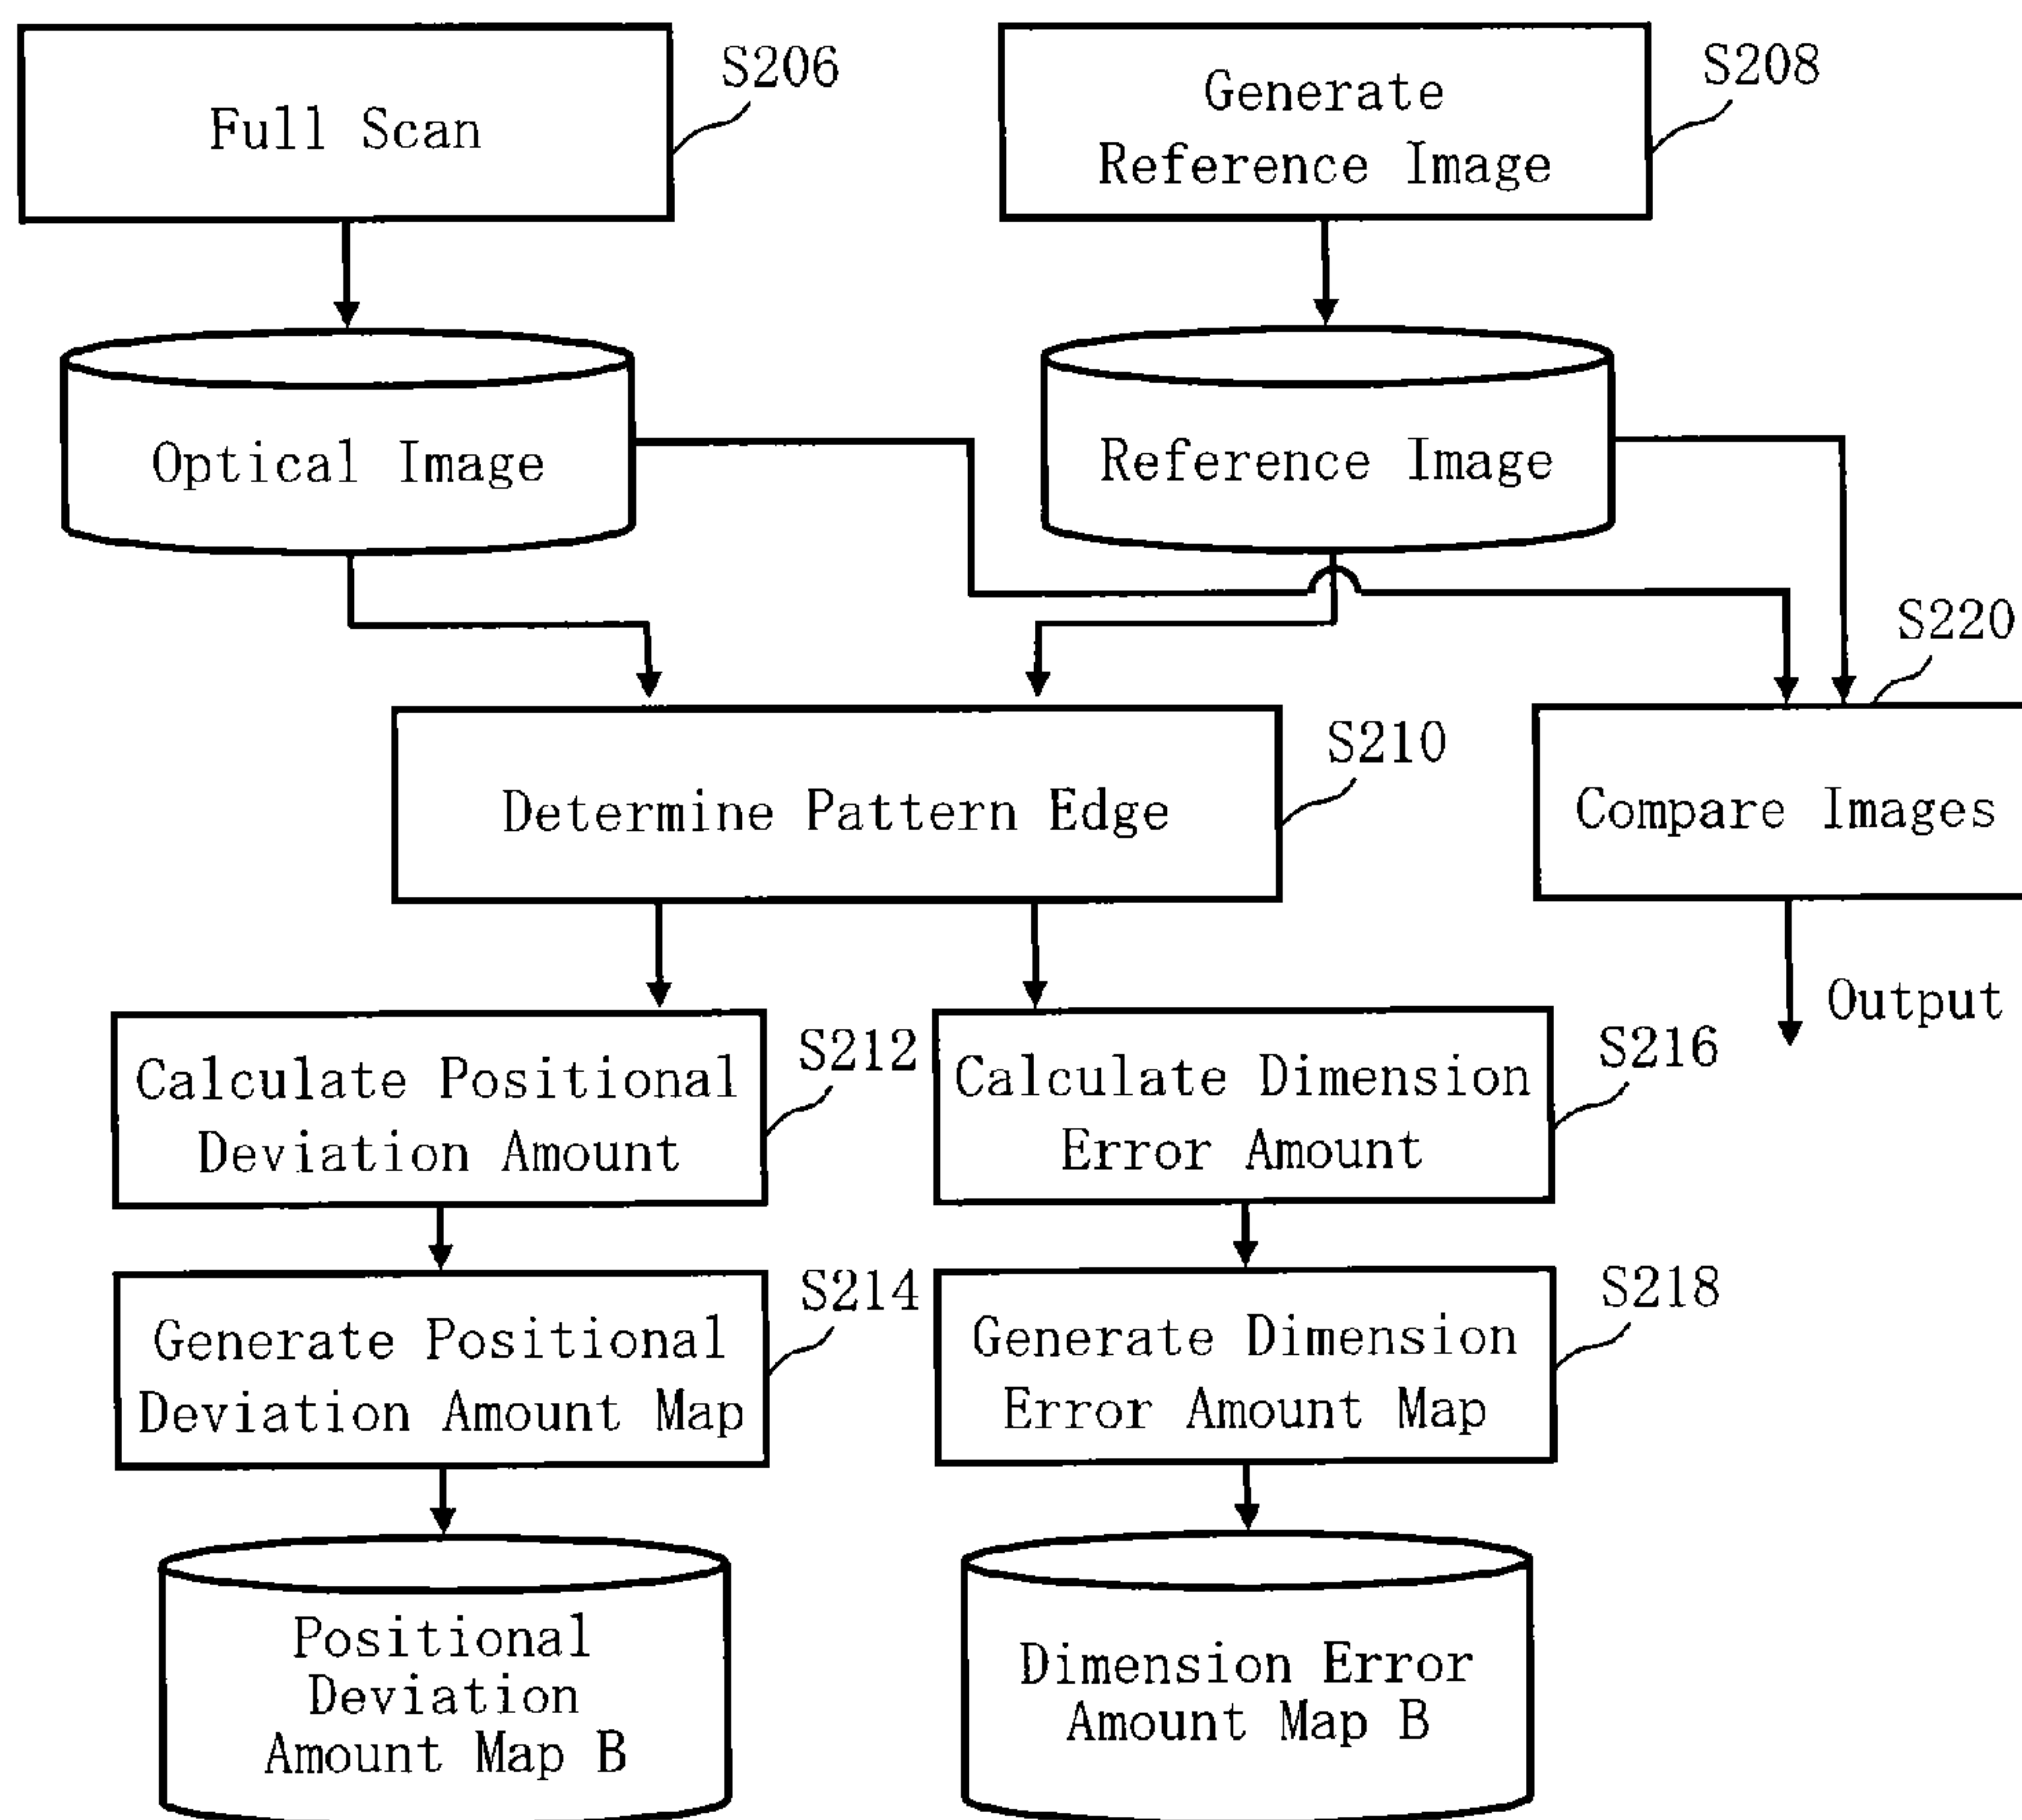 Full Scan
S206
Generate
Reference Image
S208
Optical Image
Reference Image
S220
Determine Pattern Edge
S210
Compare Images
Output
Calculate Positional
Deviation Amount
S212
Calculate Dimension
Error Amount
S216
Generate Positional
Deviation Amount Map
S214
Generate Dimension
Error Amount Map
S218
Positional
Deviation
Amount Map B
Dimension Error
Amount Map B